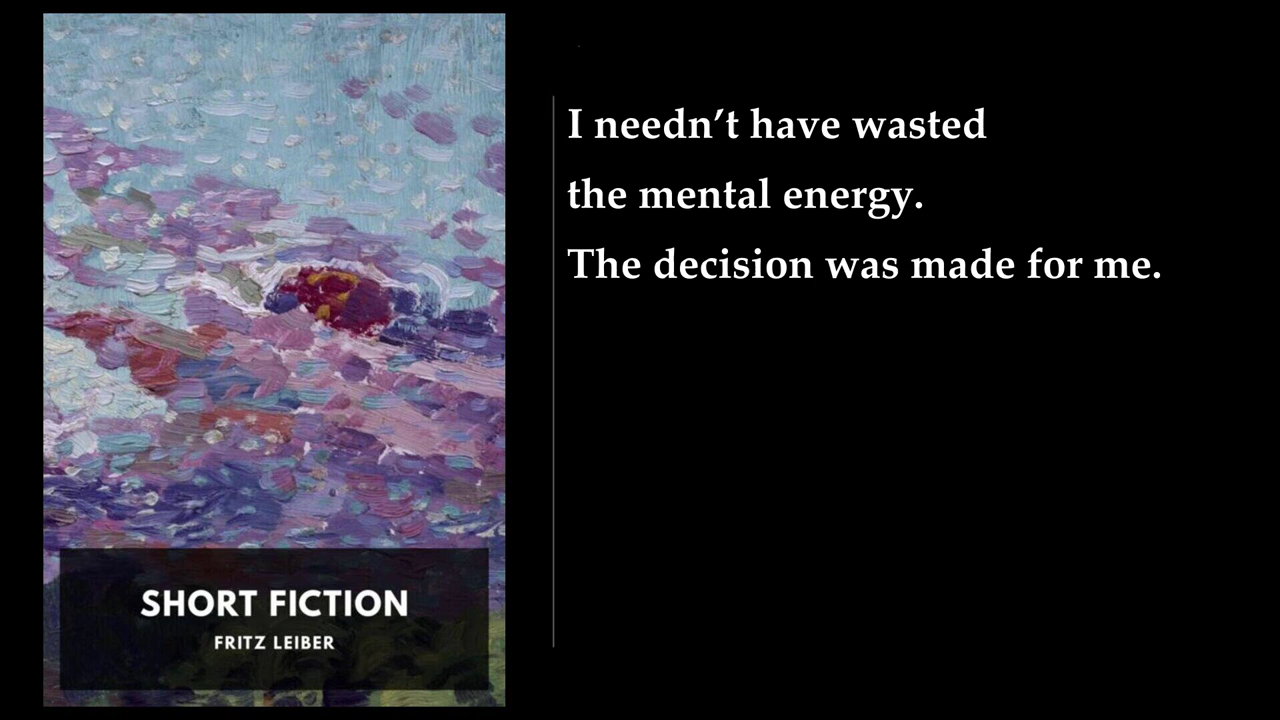 I needn’t have wasted
the mental energy.
The decision was made for me.
SHORT FICTION
FRITZ LEIBER